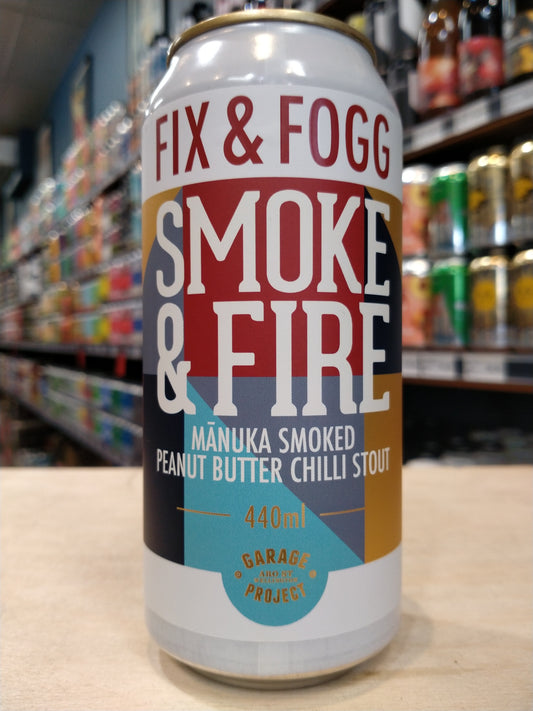 FIX & FOGG
SMOKE
& FIRE
MĀNUKA SMOKED
PEANUT BUTTER CHILLI STOUT
440ml
GARAGE
PROJECT